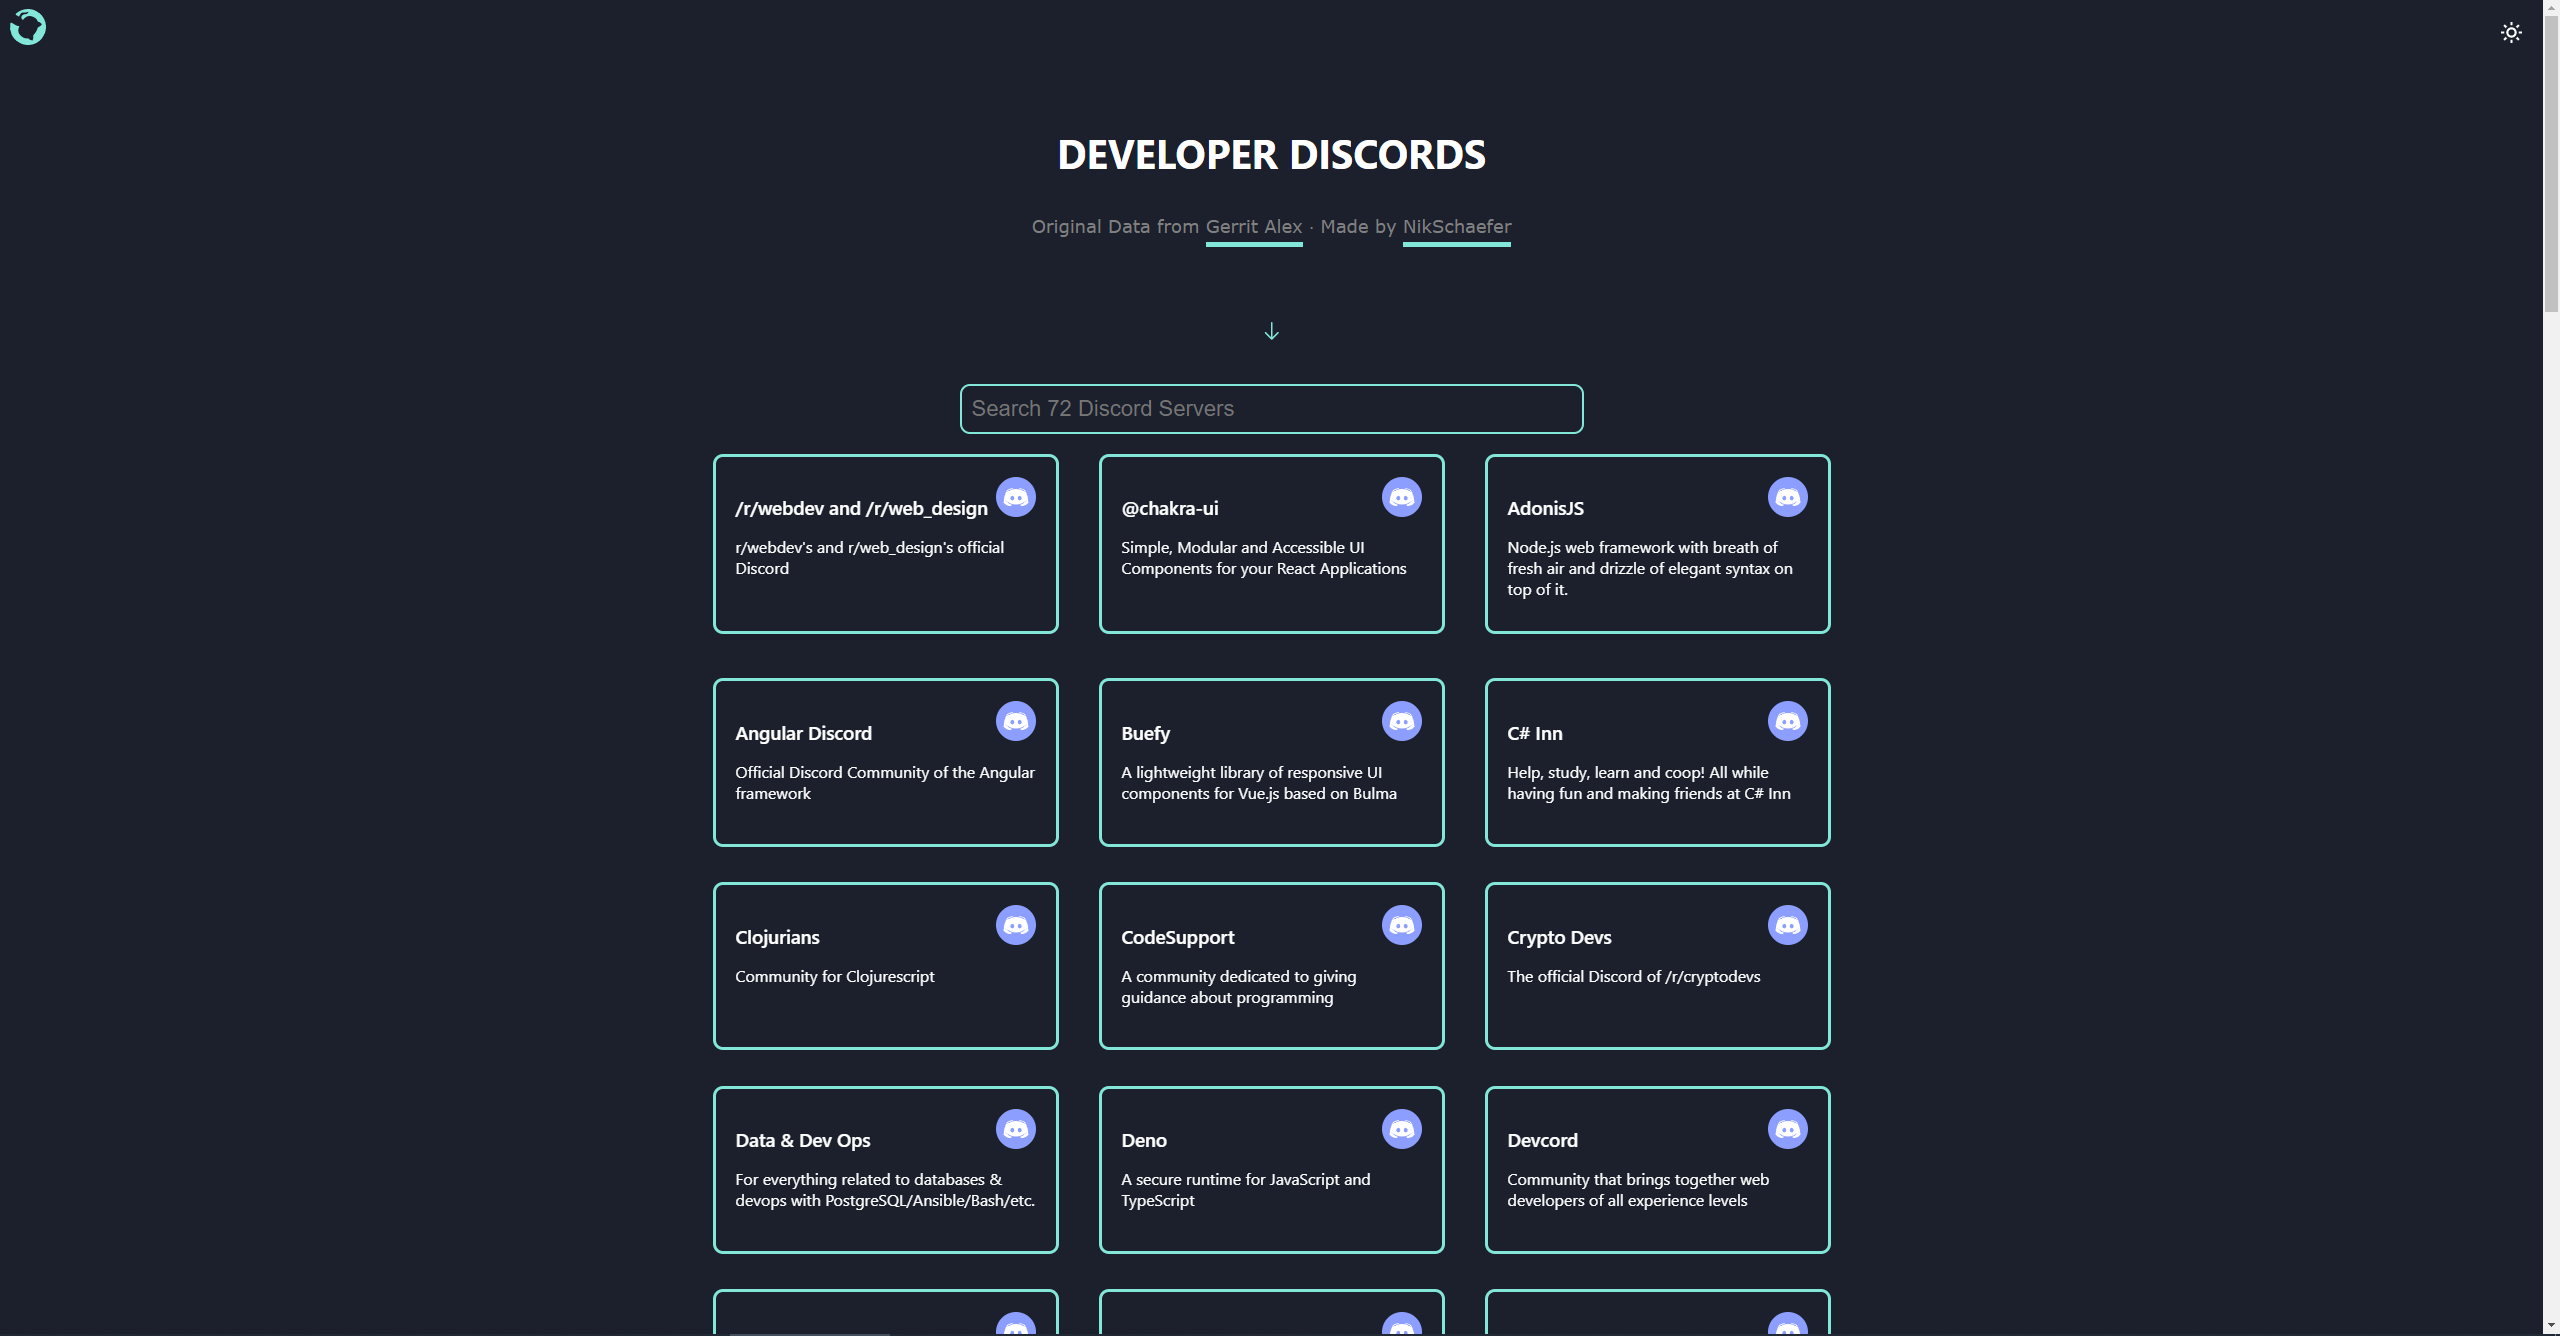 DEVELOPER DISCORDS
Original Data from Gerrit Alex · Made by NikSchaefer
Search 72 Discord Servers
/r/webdev and /r/web_design
r/webdev's and r/web_design's official
Discord
@chakra-ui
Simple, Modular and Accessible UI
Components for your React Applications
AdonisJS
Node.js web framework with breath of
fresh air and drizzle of elegant syntax on
top of it.
Angular Discord
Official Discord Community of the Angular
framework
Buefy
A lightweight library of responsive UI
components for Vue.js based on Bulma
C# Inn
Help, study, learn and coop! All while
having fun and making friends at C# Inn
Clojurians
Community for Clojurescript
CodeSupport
A community dedicated to giving
guidance about programming
Crypto Devs
The official Discord of /r/cryptodevs
Data & Dev Ops
For everything related to databases &
devops with PostgreSQL/Ansible/Bash/etc.
Deno
A secure runtime for JavaScript and
TypeScript
Devcord
Community that brings together web
developers of all experience levels